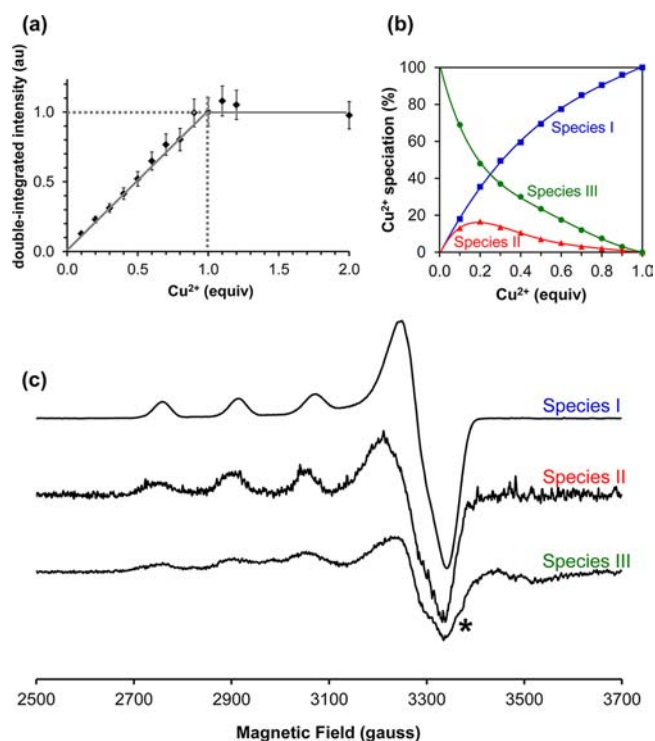 (a)
double-integrated intensity (au)
1.0
0.5
0.0
0.0 0.5 1.0 1.5 2.0
Cu²⁺ (equiv)
(b)
Cu²⁺ speciation (%)
100
80
60
40
20
0
Species I
Species III
Species II
0.0 0.2 0.4 0.6 0.8 1.0
Cu²⁺ (equiv)
(c)
Species I
Species II
Species III
*
2500 2700 2900 3100 3300 3500 3700
Magnetic Field (gauss)